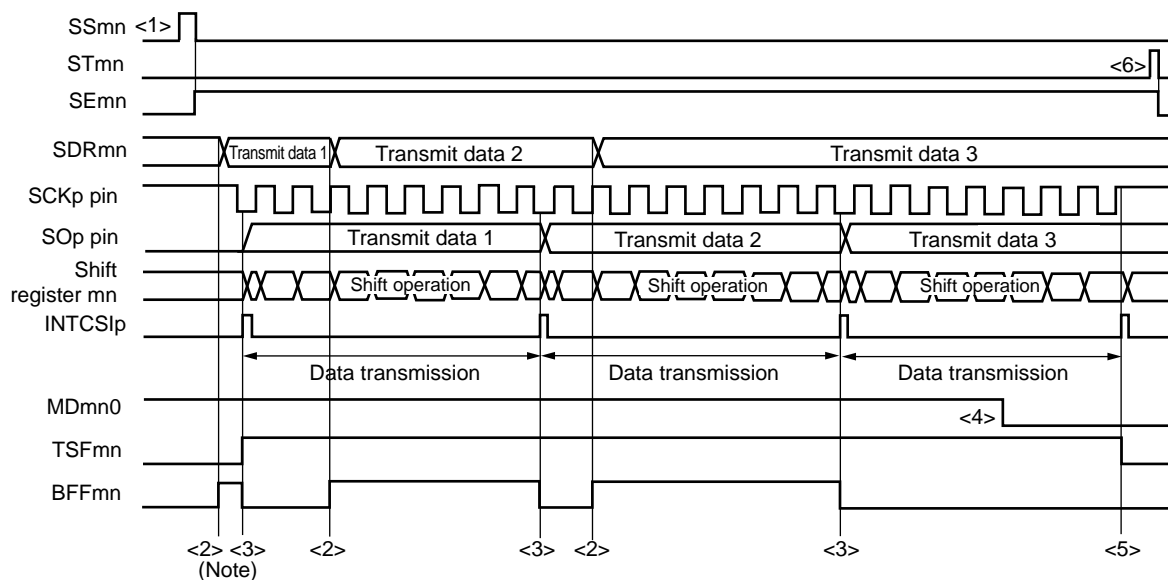 SSmn <1>
STmn <6>
SEmn
SDRmn Transmit data 1 Transmit data 2 Transmit data 3
SCKp pin
SOp pin Transmit data 1 Transmit data 2 Transmit data 3
Shift
register mn Shift operation Shift operation Shift operation
INTCSIp
Data transmission Data transmission Data transmission
MDmn0 <4>
TSFmn
BFFmn
<2> <3> <2> <3> <2> <3> <5>
(Note)